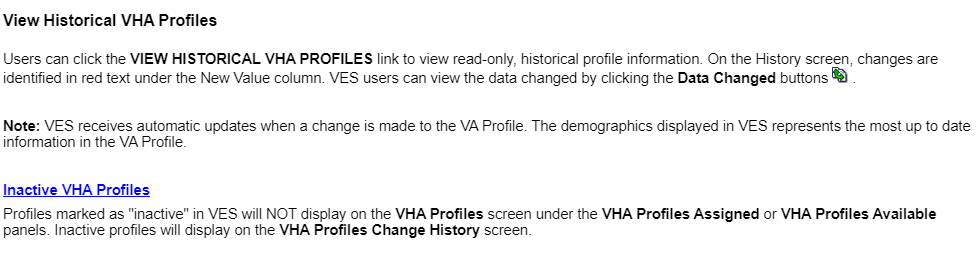 View Historical VHA Profiles
Users can click the VIEW HISTORICAL VHA PROFILES link to view read-only, historical profile information. On the History screen, changes are
identified in red text under the New Value column. VES users can view the data changed by clicking the Data Changed buttons .
Note: VES receives automatic updates when a change is made to the VA Profile. The demographics displayed in VES represents the most up to date
information in the VA Profile.
Inactive VHA Profiles
Profiles marked as "inactive" in VES will NOT display on the VHA Profiles screen under the VHA Profiles Assigned or VHA Profiles Available
panels. Inactive profiles will display on the VHA Profiles Change History screen.